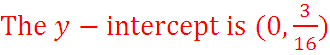 The y − intercept is (0, 3/16)